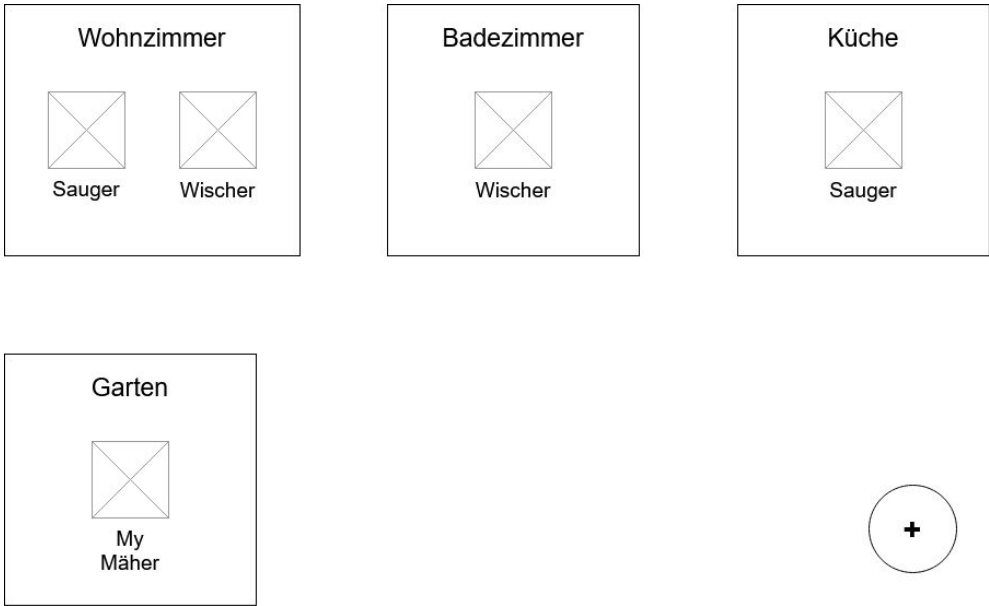 Wohnzimmer
Badezimmer
Küche
Sauger
Wischer
Wischer
Sauger
Garten
My
Mäher
+